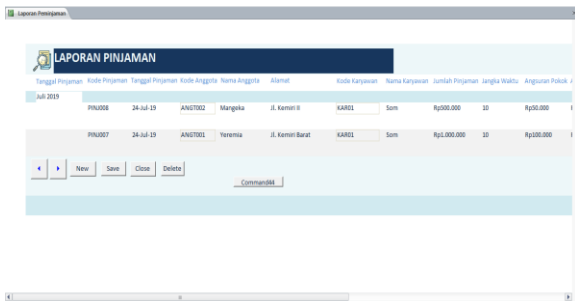 Laporan Peminjaman
LAPORAN PINJAMAN
Tanggal Pinjaman Kode Pinjaman Tanggal Pinjaman Kode Anggota Nama Anggota Alamat Kode Karyawan Nama Karyawan Jumlah Pinjaman Jangka Waktu Angsuran Pokok
Juli 2019
PINJ008 24-Jul-19 ANGT002 Mangeka Jl. Kemiri II KAR01 Som Rp500.000 10 Rp50.000
PINJ007 24-Jul-19 ANGT001 Yeremia Jl. Kemiri Barat KAR01 Som Rp1.000.000 10 Rp100.000
New Save Close Delete
Command44